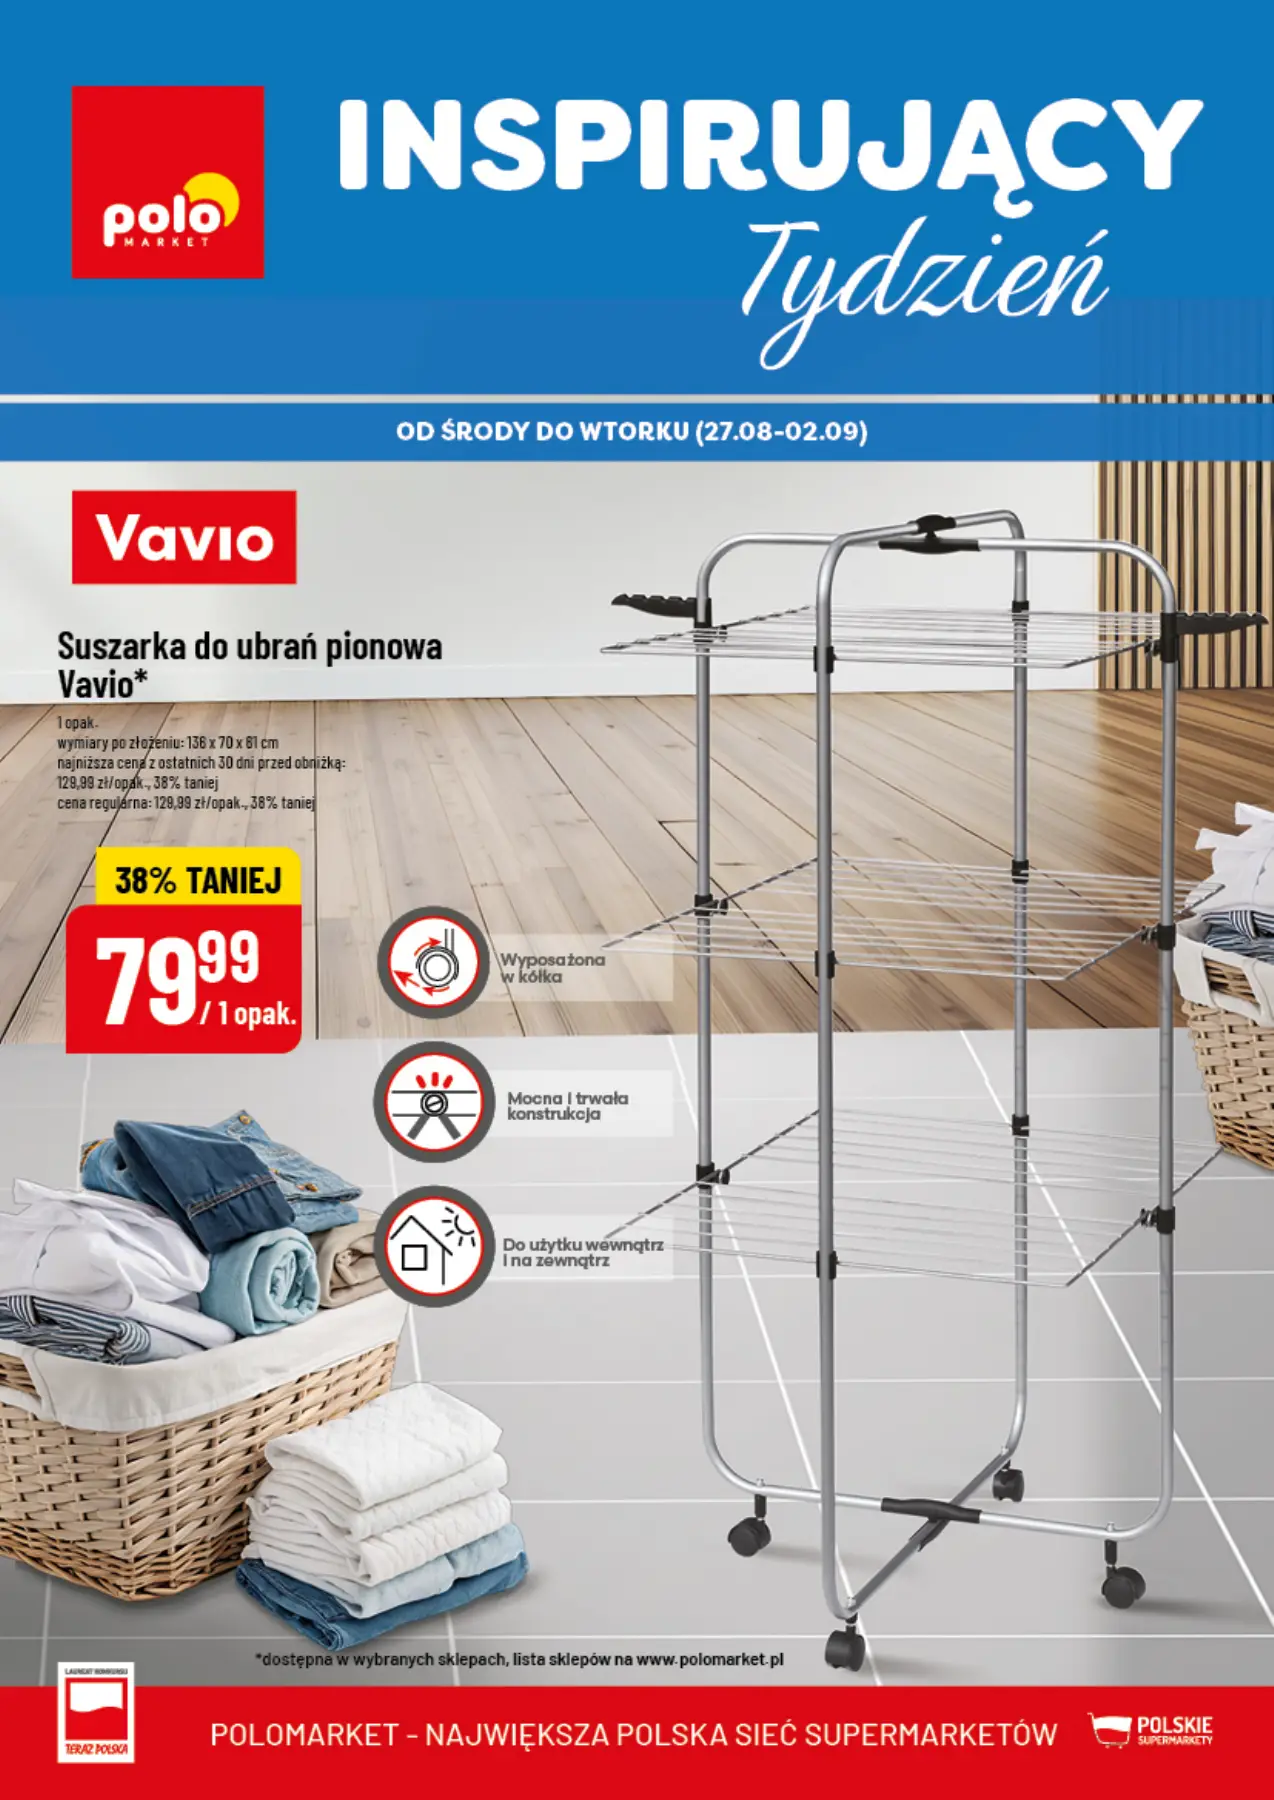 polo
MARKET
INSPIRUJĄCY
Tydzień
OD ŚRODY DO WTORKU (27.08-02.09)
Vavio
Suszarka do ubrań pionowa
Vavio*
1 opak.
wymiary po złożeniu: 136 x 70 x 61 cm
najniższa cena z ostatnich 30 dni przed obniżką:
129,99 zł/opak., 38% taniej
cena regularna: 129,99 zł/opak., 38% taniej
38% TANIEJ
79 99
/ 1 opak.
Wyposażona
w kółka
Mocna i trwała
konstrukcja
Do użytku wewnątrz
i na zewnątrz
*dostępna w wybranych sklepach, lista sklepów na www.polomarket.pl
LAUREAT KONKURSU
TERAZ POLSKA
POLOMARKET - NAJWIĘKSZA POLSKA SIEĆ SUPERMARKETÓW
POLSKIE
SUPERMARKETY